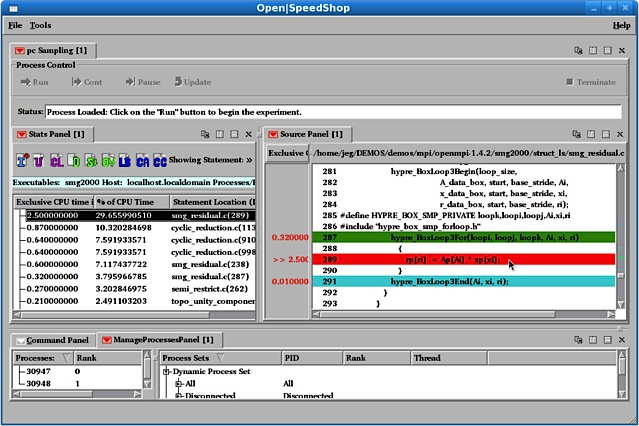 Open|SpeedShop
File Tools Help
pc Sampling [1]
Process Control
Run Cont Pause Update Terminate
Status: Process Loaded: Click on the "Run" button to begin the experiment.
Stats Panel [1]
Showing Statement: »
Executables: smg2000 Host: localhost.localdomain Processes/
Exclusive CPU time % of CPU Time Statement Location (
2.500000000 29.655990510 smg_residual.c(289)
0.870000000 10.320284698 cyclic_reduction.c(113
0.640000000 7.591933571 cyclic_reduction.c(910
0.640000000 7.591933571 cyclic_reduction.c(998
0.600000000 7.117437722 smg_residual.c(238)
0.320000000 3.795966785 smg_residual.c(287)
0.270000000 3.202846975 semi_restrict.c(262)
0.210000000 2.491103203 topo_unity_componen
Source Panel [1]
Exclusive C /home/jeg/DEMOS/demos/mpi/openmpi-1.4.2/smg2000/struct_ls/smg_residual.c
281 hypre_BoxLoop3Begin(loop_size,
282 A_data_box, start, base_stride, Ai,
283 x_data_box, start, base_stride, xi,
284 r_data_box, start, base_stride, ri);
285 #define HYPRE_BOX_SMP_PRIVATE loopk,loopi,loopj,Ai,xi,ri
286 #include "hypre_box_smp_forloop.h"
0.320000 287 hypre_BoxLoop3For(loopi, loopj, loopk, Ai, xi, ri)
288 {
>> 2.500 289 rp[ri] -= Ap[Ai] * xp[xi];
290 }
0.010000 291 hypre_BoxLoop3End(Ai, xi, ri);
292 }
293 }
Command Panel ManageProcessesPanel [1]
Processes: Rank
30947 0
30948 1
Process Sets PID Rank Thread
Dynamic Process Set
All All
Disconnected Disconnected